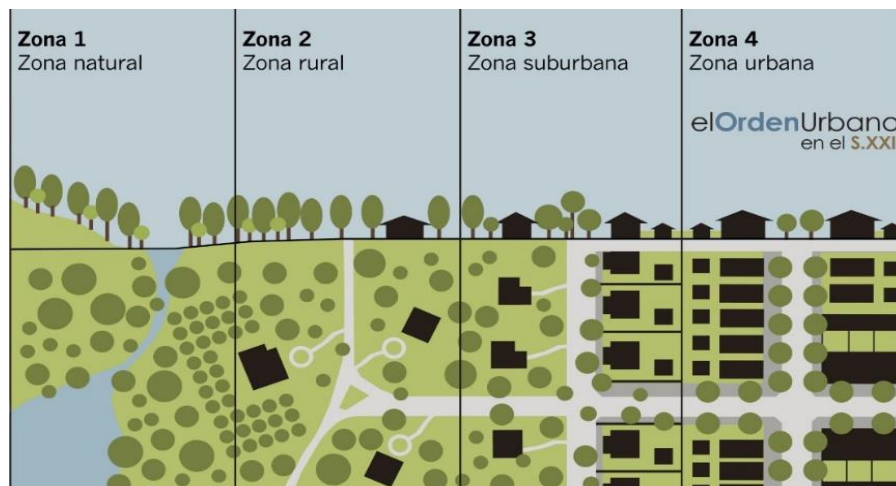 Zona 1
Zona natural
Zona 2
Zona rural
Zona 3
Zona suburbana
Zona 4
Zona urbana
elOrdenUrbano
en el S.XXI